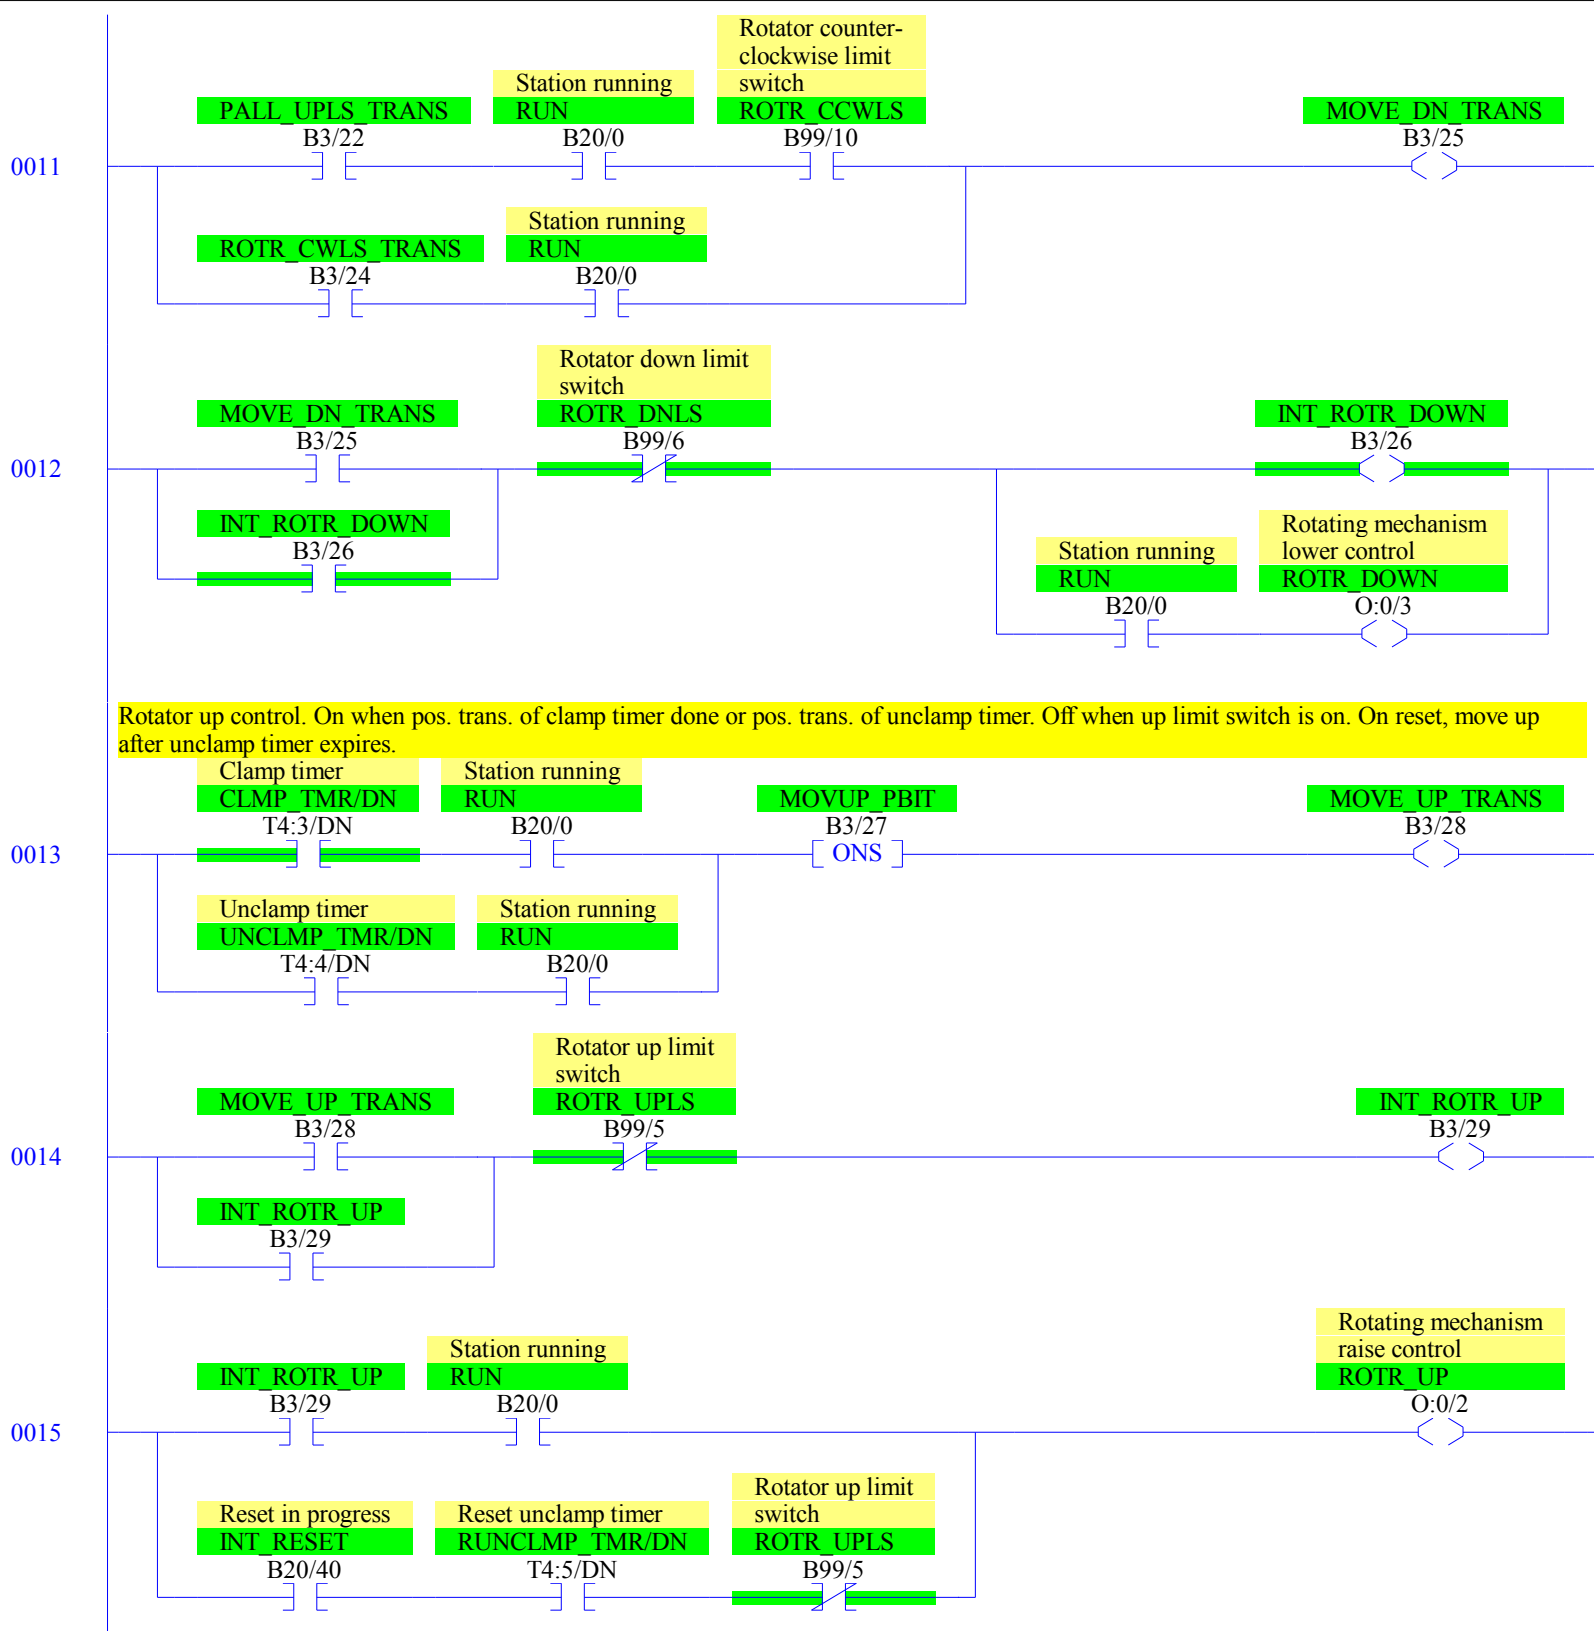 Rotator counter-
clockwise limit
switch
Station running
PALL_UPLS_TRANS RUN ROTR_CCWLS MOVE_DN_TRANS
B3/22 B20/0 B99/10 B3/25
0011
Station running
ROTR_CWLS_TRANS RUN
B3/24 B20/0
Rotator down limit
switch
MOVE_DN_TRANS ROTR_DNLS INT_ROTR_DOWN
B3/25 B99/6 B3/26
0012
INT_ROTR_DOWN
B3/26
Rotating mechanism
Station running lower control
RUN ROTR_DOWN
B20/0 O:0/3
Rotator up control. On when pos. trans. of clamp timer done or pos. trans. of unclamp timer. Off when up limit switch is on. On reset, move up
after unclamp timer expires.
Clamp timer Station running
CLMP_TMR/DN RUN MOVUP_PBIT MOVE_UP_TRANS
T4:3/DN B20/0 B3/27 B3/28
0013 ONS
Unclamp timer Station running
UNCLMP_TMR/DN RUN
T4:4/DN B20/0
Rotator up limit
switch
MOVE_UP_TRANS ROTR_UPLS INT_ROTR_UP
B3/28 B99/5 B3/29
0014
INT_ROTR_UP
B3/29
Rotating mechanism
Station running raise control
INT_ROTR_UP RUN ROTR_UP
B3/29 B20/0 O:0/2
0015
Rotator up limit
Reset in progress Reset unclamp timer switch
INT_RESET RUNCLMP_TMR/DN ROTR_UPLS
B20/40 T4:5/DN B99/5